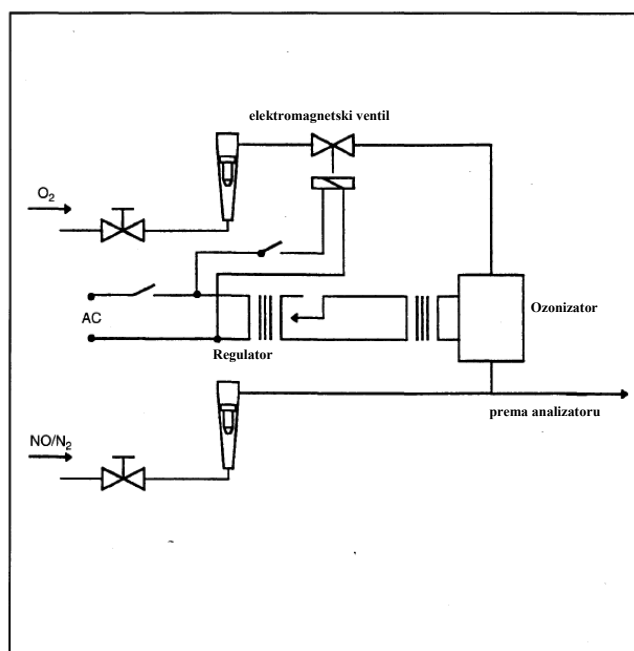 elektromagnetski ventil
O₂
AC
Regulator
Ozonizator
prema analizatoru
NO/N₂